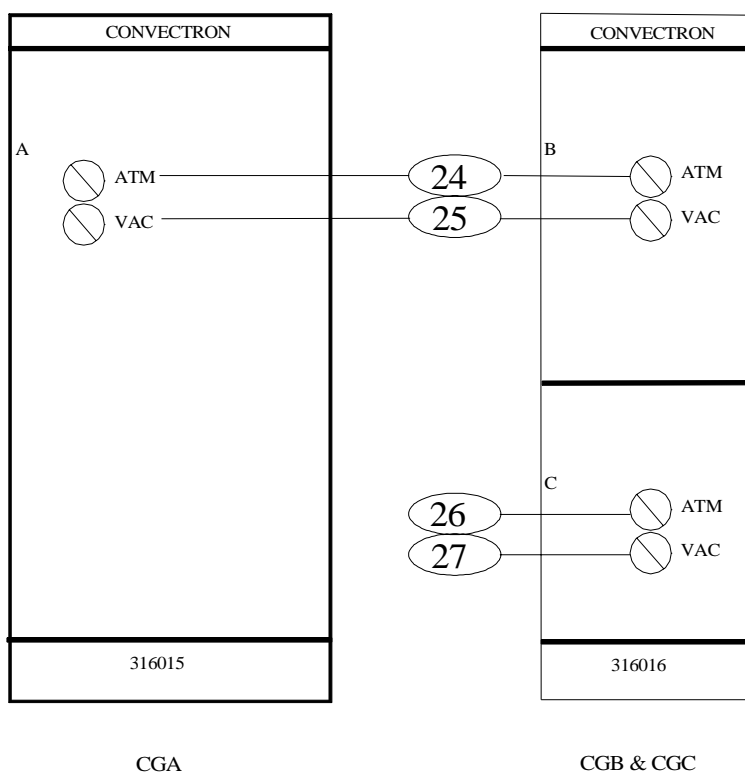 CONVECTRON
A
ATM
VAC
316015
CGA
24
25
26
27
CONVECTRON
B
ATM
VAC
C
ATM
VAC
316016
CGB & CGC